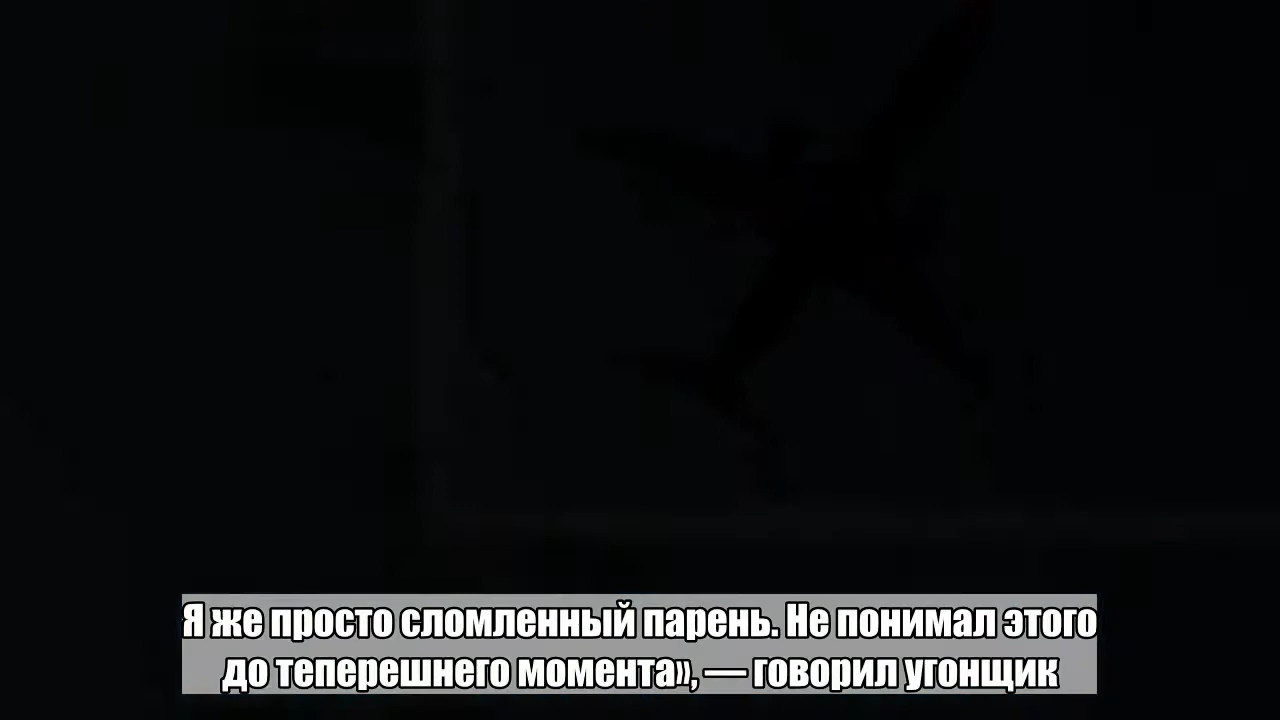 Я же просто сломленный парень. Не понимал этого
до теперешнего момента», — говорил угонщик